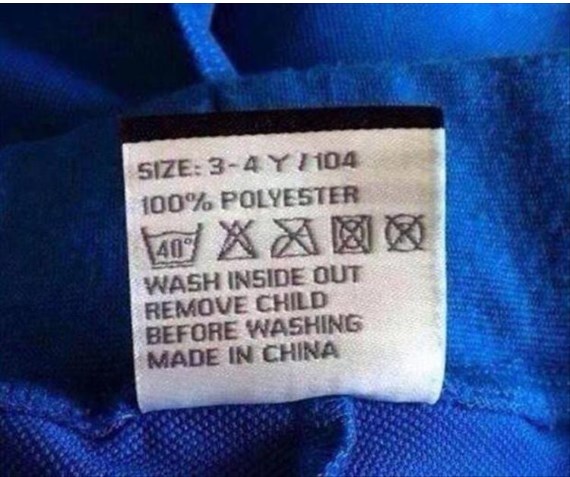 SIZE: 3-4 Y / 104
100% POLYESTER
40°
WASH INSIDE OUT
REMOVE CHILD
BEFORE WASHING
MADE IN CHINA